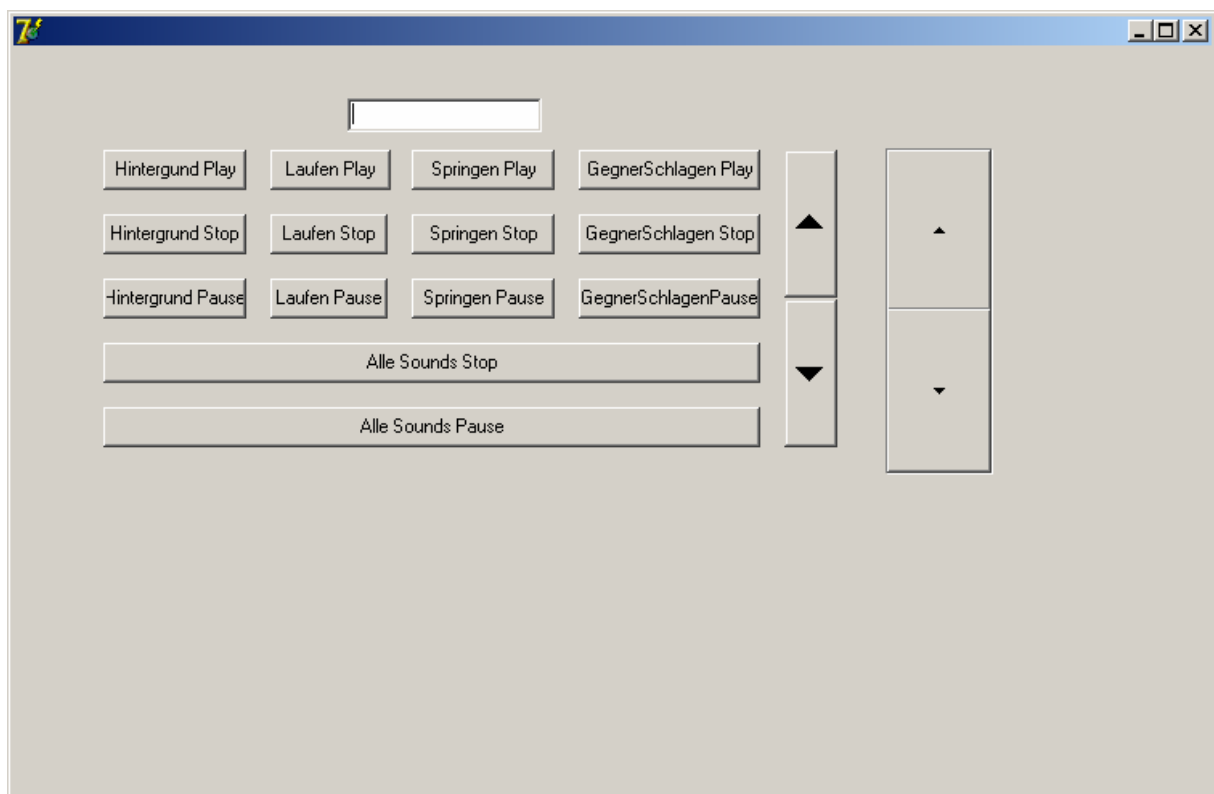 Hintergund Play Laufen Play Springen Play GegnerSchlagen Play
Hintergrund Stop Laufen Stop Springen Stop GegnerSchlagen Stop
Hintergrund Pause Laufen Pause Springen Pause GegnerSchlagenPause
Alle Sounds Stop
Alle Sounds Pause